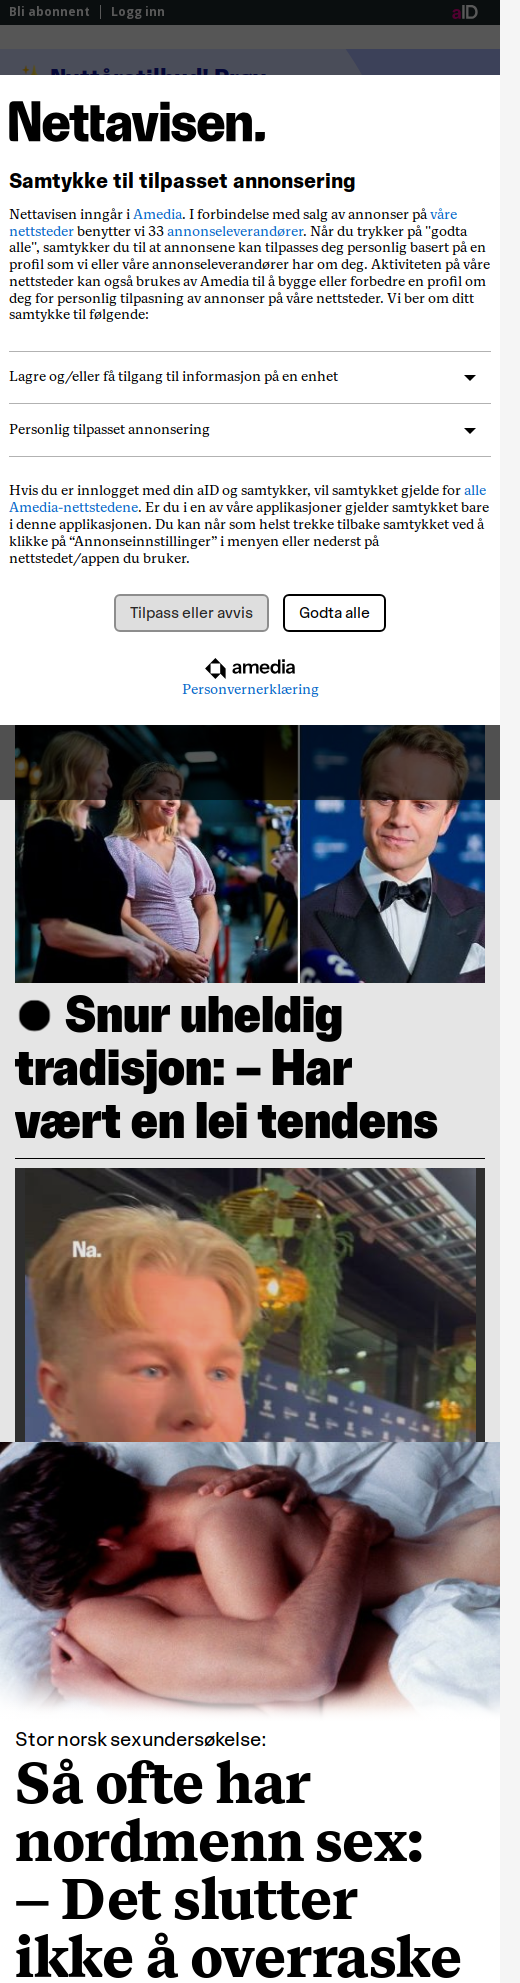 Bli abonnent | Logg inn
aID
Nyttårstilbud! Prøv
Nettavisen.
Samtykke til tilpasset annonsering
Nettavisen inngår i Amedia. I forbindelse med salg av annonser på våre
nettsteder benytter vi 33 annonseleverandører. Når du trykker på "godta
alle", samtykker du til at annonsene kan tilpasses deg personlig basert på en
profil som vi eller våre annonseleverandører har om deg. Aktiviteten på våre
nettsteder kan også brukes av Amedia til å bygge eller forbedre en profil om
deg for personlig tilpasning av annonser på våre nettsteder. Vi ber om ditt
samtykke til følgende:
Lagre og/eller få tilgang til informasjon på en enhet
Personlig tilpasset annonsering
Hvis du er innlogget med din aID og samtykker, vil samtykket gjelde for alle
Amedia-nettstedene. Er du i en av våre applikasjoner gjelder samtykket bare
i denne applikasjonen. Du kan når som helst trekke tilbake samtykket ved å
klikke på “Annonseinnstillinger” i menyen eller nederst på
nettstedet/appen du bruker.
Tilpass eller avvis
Godta alle
amedia
Personvernerklæring
Snur uheldig
tradisjon: – Har
vært en lei tendens
Na.
Stor norsk sexundersøkelse:
Så ofte har
nordmenn sex:
– Det slutter
ikke å overraske